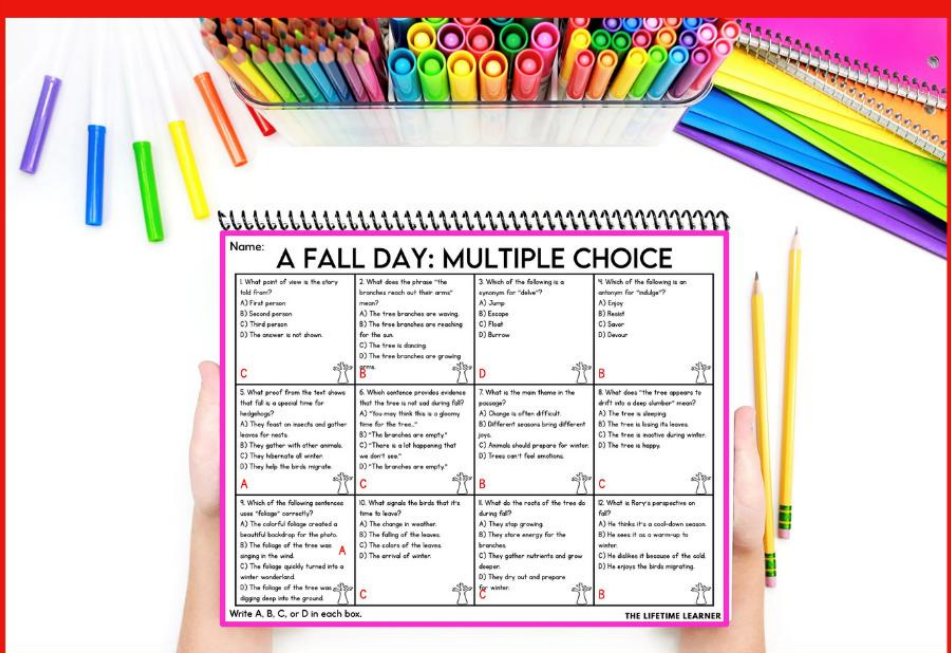 Name:
A FALL DAY: MULTIPLE CHOICE
1. What point of view is the story
told from?
A) First person
B) Second person
C) Third person
D) The answer is not shown.
C
2. What does the phrase "the
branches reach out their arms"
mean?
A) The tree branches are waving.
B) The tree branches are reaching
for the sun.
C) The tree is dancing.
D) The tree branches are growing
arms.
B
3. Which of the following is a
synonym for "delve"?
A) Jump
B) Escape
C) Float
D) Burrow
D
4. Which of the following is an
antonym for "indulge"?
A) Enjoy
B) Resist
C) Savor
D) Devour
B
5. What proof from the text shows
that fall is a special time for
hedgehogs?
A) They feast on insects and gather
leaves for nests.
B) They gather with other animals.
C) They hibernate all winter.
D) They help the birds migrate.
A
6. Which sentence provides evidence
that the tree is not sad during fall?
A) "You may think this is a gloomy
time for the tree..."
B) "The branches are empty."
C) "There is a lot happening that
we don't see."
D) "The branches are empty."
C
7. What is the main theme in the
passage?
A) Change is often difficult.
B) Different seasons bring different
joys.
C) Animals should prepare for winter.
D) Trees can't feel emotions.
B
8. What does "the tree appears to
drift into a deep slumber" mean?
A) The tree is sleeping.
B) The tree is losing its leaves.
C) The tree is inactive during winter.
D) The tree is happy.
C
9. Which of the following sentences
uses "foliage" correctly?
A) The colorful foliage created a
beautiful backdrop for the photo.
B) The foliage of the tree was
singing in the wind.
C) The foliage quickly turned into a
winter wonderland.
D) The foliage of the tree was
digging deep into the ground.
A
10. What signals the birds that it's
time to leave?
A) The change in weather.
B) The falling of the leaves.
C) The colors of the leaves.
D) The arrival of winter.
C
11. What do the roots of the tree do
during fall?
A) They stop growing.
B) They store energy for the
branches.
C) They gather nutrients and grow
deeper.
D) They dry out and prepare
for winter.
C
12. What is Rory's perspective on
fall?
A) He thinks it's a cool-down season.
B) He sees it as a warm-up to
winter.
C) He dislikes it because of the cold.
D) He enjoys the birds migrating.
B
Write A, B, C, or D in each box.
THE LIFETIME LEARNER